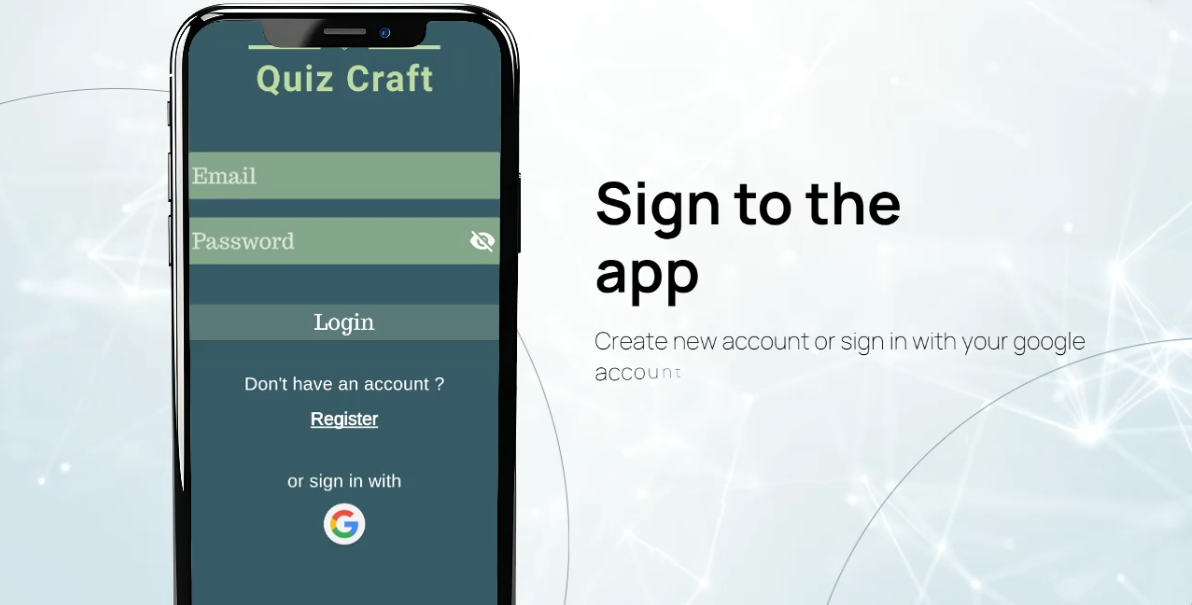 Quiz Craft
Email
Password
Login
Don't have an account ?
Register
or sign in with
G
Sign to the
app
Create new account or sign in with your google
account